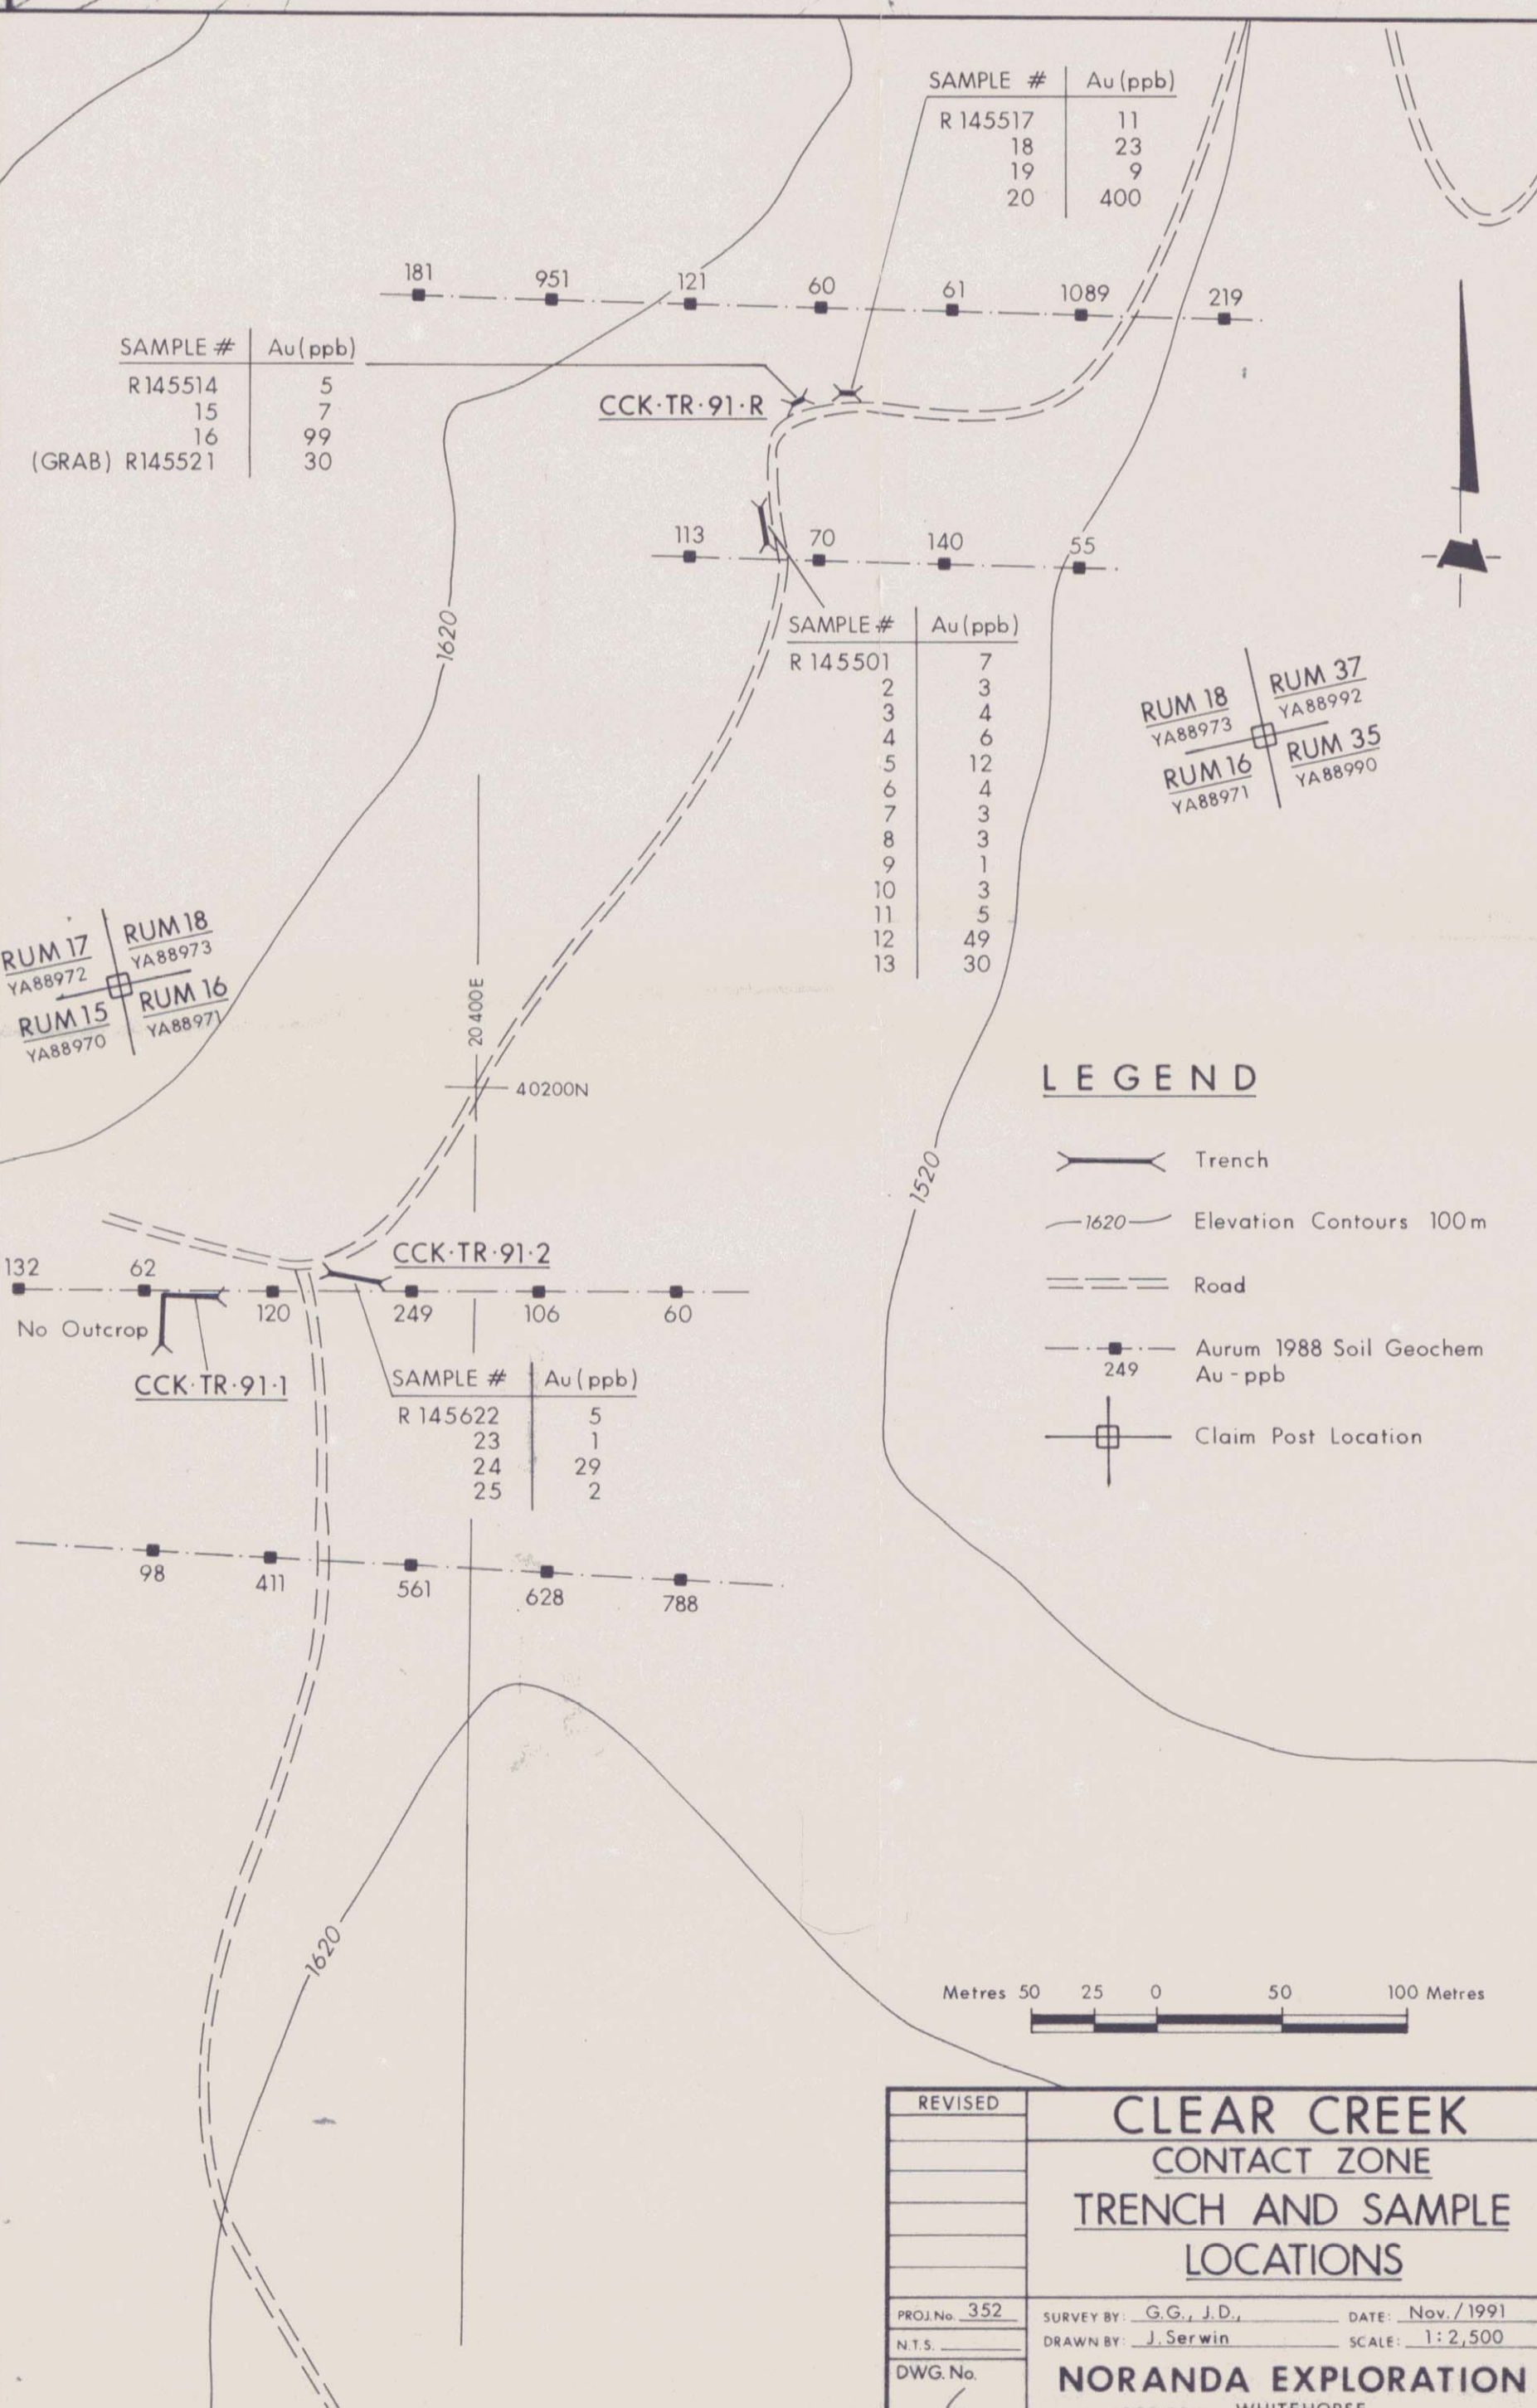 SAMPLE # Au (ppb)
R 145517 11
18 23
19 9
20 400
181 951 121 60 61 1089 219
SAMPLE # Au (ppb)
R145514 5
15 7
16 99
(GRAB) R145521 30
CCK·TR·91·R
113 70 140 55
SAMPLE # Au (ppb)
R 145501 7
2 3
3 4
4 6
5 12
6 4
7 3
8 3
9 1
10 3
11 5
12 49
13 30
1620
RUM 18
YA88973
RUM 37
YA88992
RUM 16
YA88971
RUM 35
YA88990
RUM 17
YA88972
RUM 18
YA88973
RUM 15
YA88970
RUM 16
YA88971
20 400E
40200N
1520
LEGEND
Trench
1620 Elevation Contours 100m
Road
249 Aurum 1988 Soil Geochem
Au - ppb
Claim Post Location
CCK·TR·91·2
132 62 120 249 106 60
No Outcrop
CCK·TR·91·1
SAMPLE # Au (ppb)
R 145622 5
23 1
24 29
25 2
98 411 561 628 788
1620
Metres 50 25 0 50 100 Metres
REVISED
CLEAR CREEK
CONTACT ZONE
TRENCH AND SAMPLE
LOCATIONS
PROJ. No. 352
SURVEY BY: G.G., J.D., DATE: Nov. / 1991
N.T.S.
DRAWN BY: J. Serwin SCALE: 1:2,500
DWG. No.
NORANDA EXPLORATION
WHITEHORSE